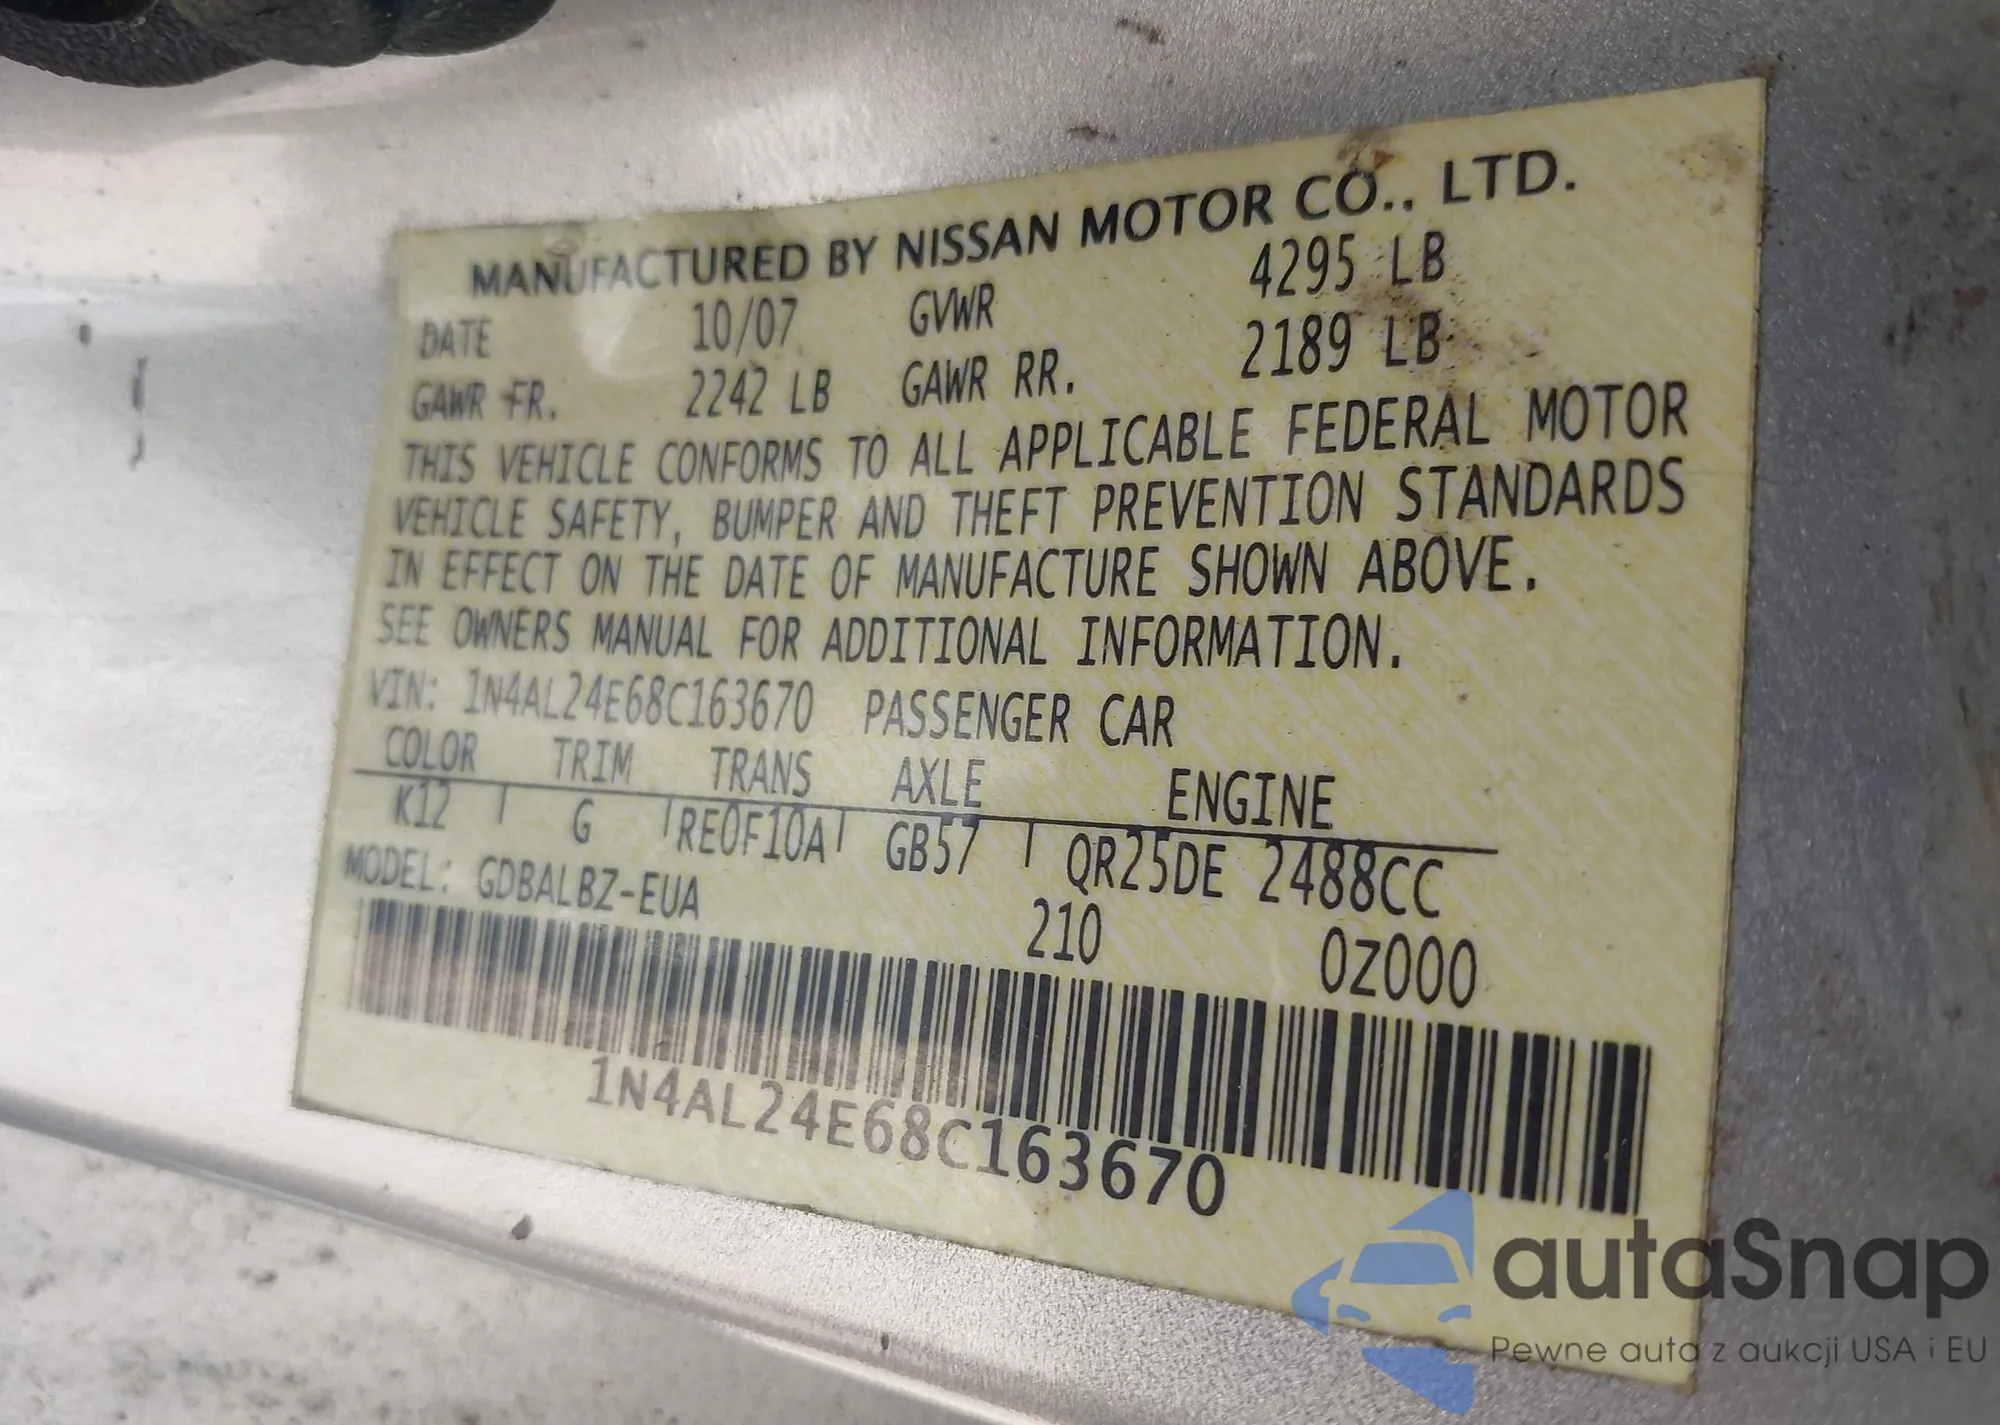 MANUFACTURED BY NISSAN MOTOR CO., LTD.
DATE 10/07 GVWR 4295 LB
GAWR FR. 2242 LB GAWR RR. 2189 LB
THIS VEHICLE CONFORMS TO ALL APPLICABLE FEDERAL MOTOR
VEHICLE SAFETY, BUMPER AND THEFT PREVENTION STANDARDS
IN EFFECT ON THE DATE OF MANUFACTURE SHOWN ABOVE.
SEE OWNERS MANUAL FOR ADDITIONAL INFORMATION.
VIN: 1N4AL24E68C163670 PASSENGER CAR
COLOR TRIM TRANS AXLE ENGINE
K12 G RE0F10A GB57 QR25DE 2488CC
MODEL: GDBALBZ-EUA 210 0Z000
1N4AL24E68C163670
autaSnap
Pewne auta z aukcji USA i EU